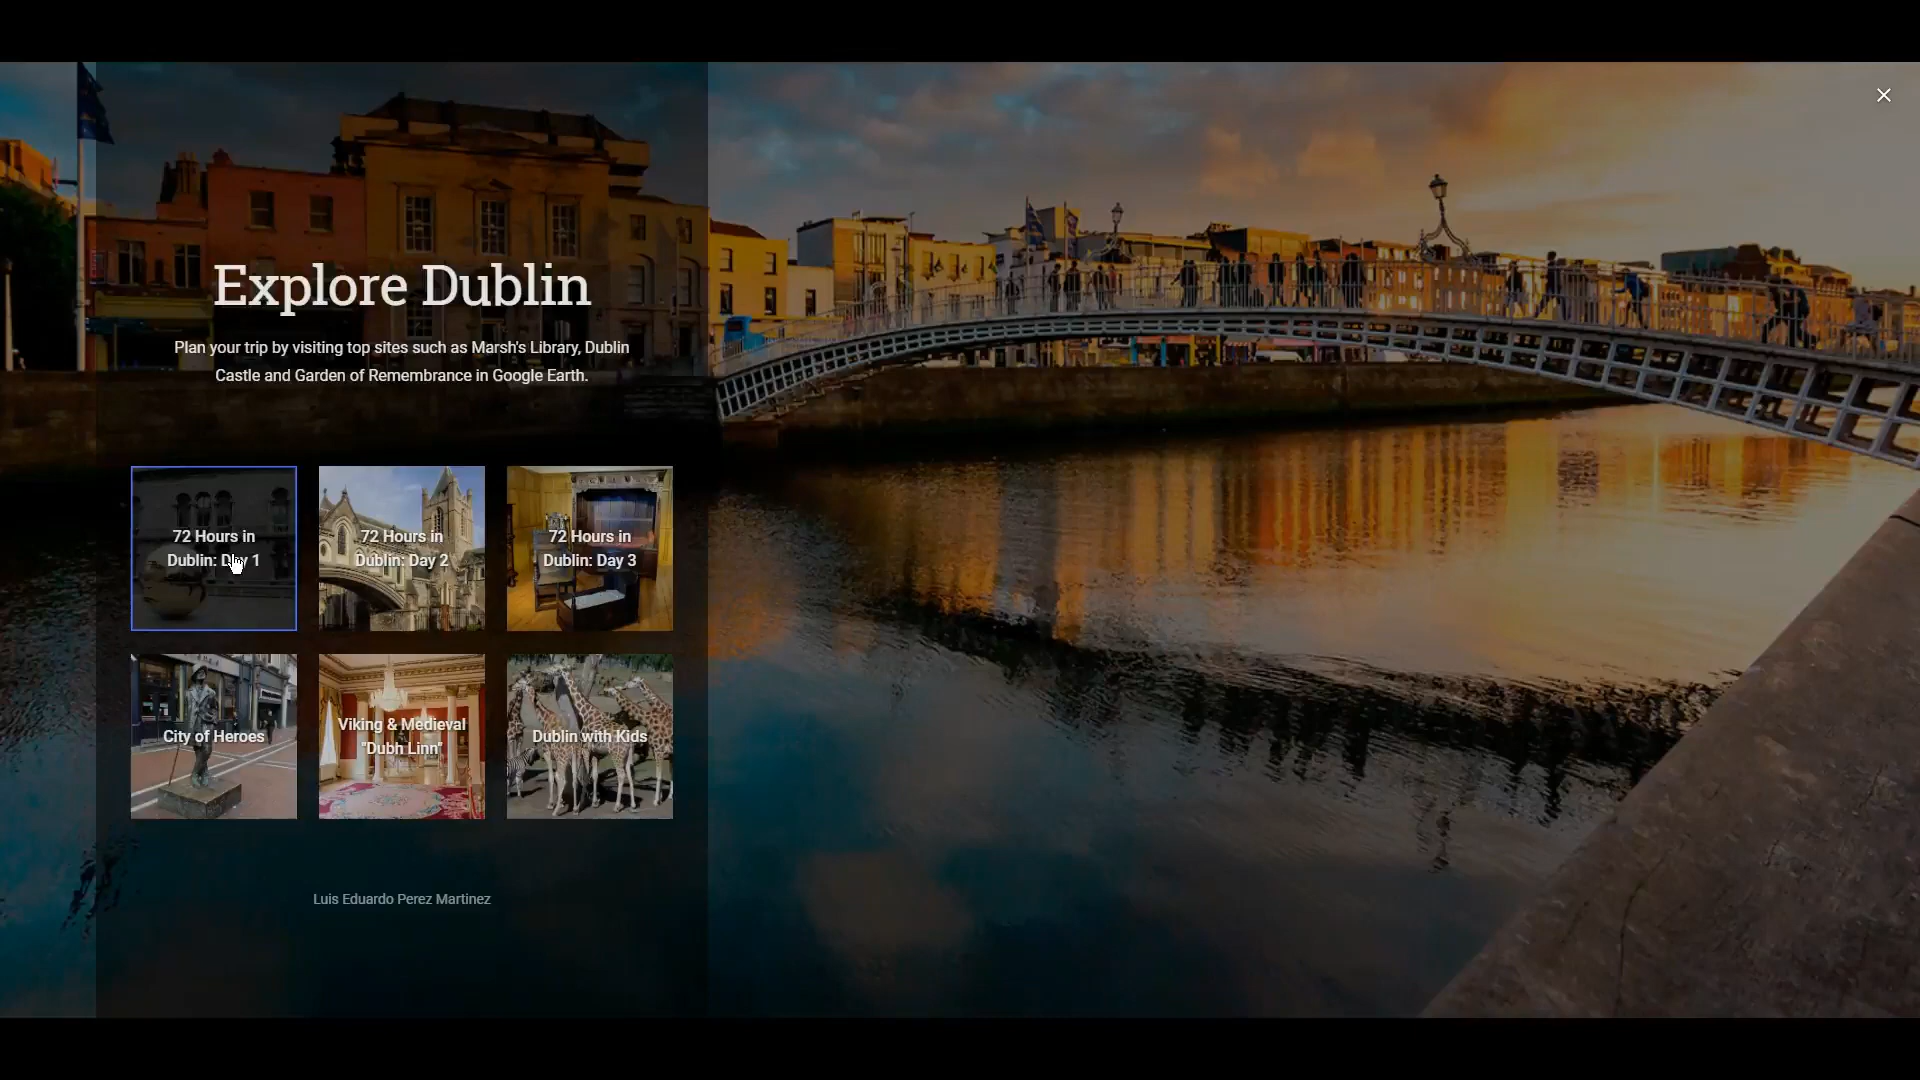 Explore Dublin
Plan your trip by visiting top sites such as Marsh's Library, Dublin
Castle and Garden of Remembrance in Google Earth.
72 Hours in
Dublin: Day 1
72 Hours in
Dublin: Day 2
72 Hours in
Dublin: Day 3
City of Heroes
Viking & Medieval
"Dubh Linn"
Dublin with Kids
Luis Eduardo Perez Martinez